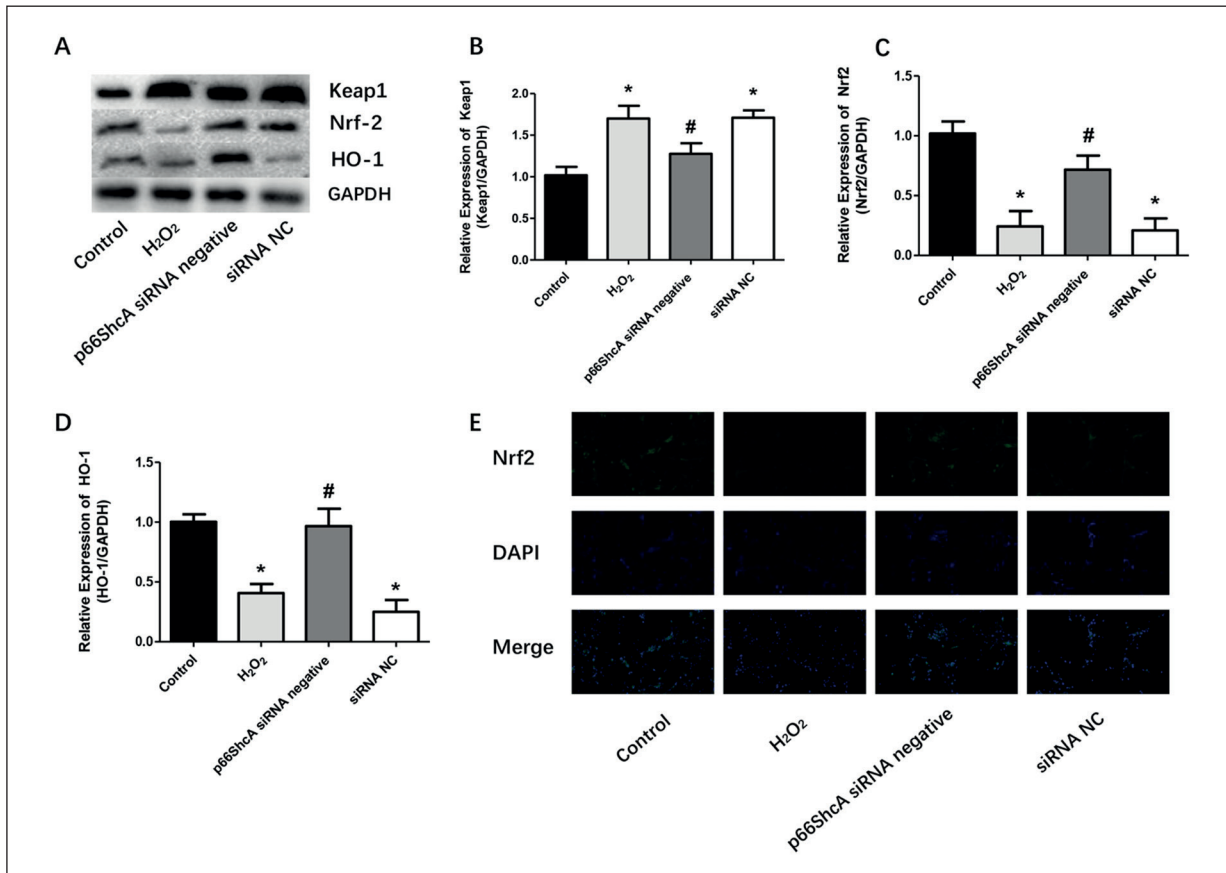 A
Keap1
Nrf-2
HO-1
GAPDH
Control
H₂O₂
p66ShcA siRNA negative
siRNA NC
B
Relative Expression of Keap1
(Keap1/GAPDH)
2.0
1.5
1.0
0.5
0.0
*
#
*
Control
H₂O₂
p66ShcA siRNA negative
siRNA NC
C
Relative Expression of Nrf2
(Nrf2/GAPDH)
1.5
1.0
0.5
0.0
*
#
*
Control
H₂O₂
p66ShcA siRNA negative
siRNA NC
D
Relative Expression of HO-1
(HO-1/GAPDH)
1.5
1.0
0.5
0.0
*
#
*
Control
H₂O₂
p66ShcA siRNA negative
siRNA NC
E
Nrf2
DAPI
Merge
Control
H₂O₂
p66ShcA siRNA negative
siRNA NC